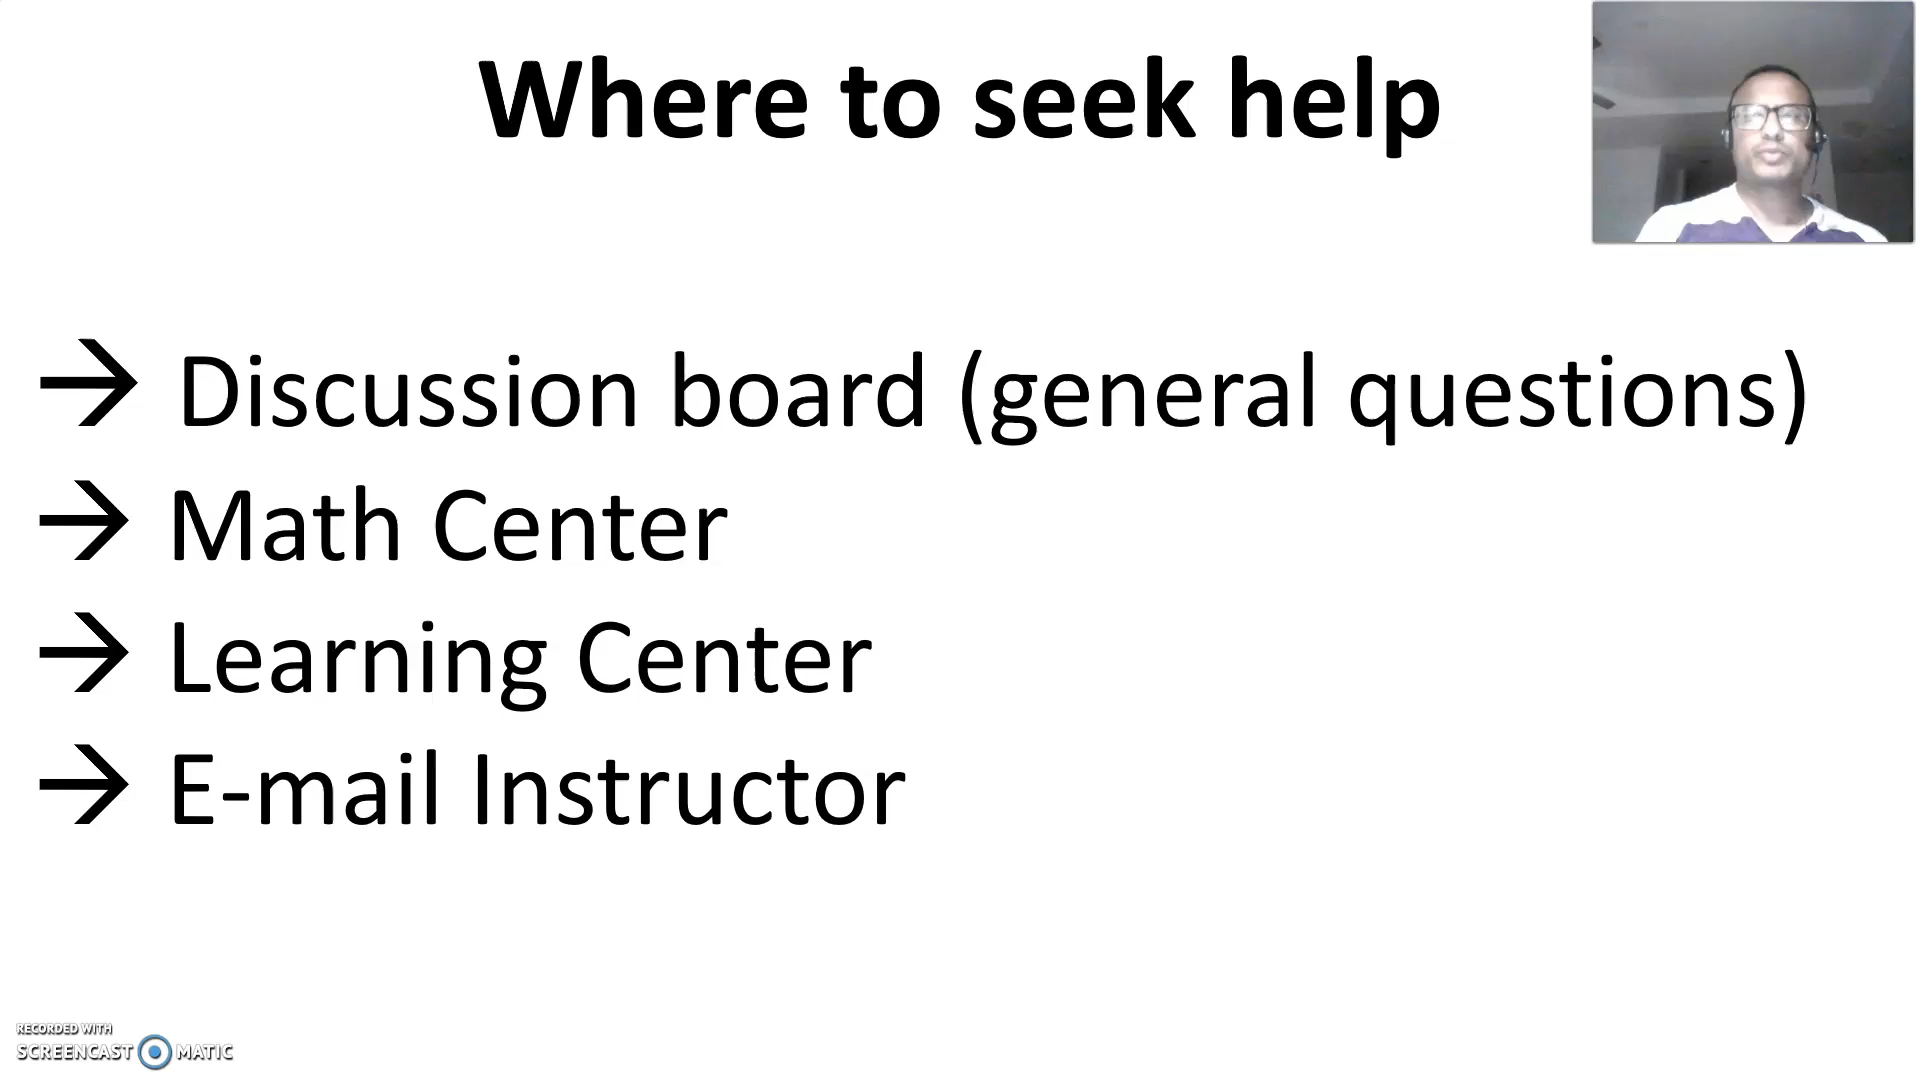 Where to seek help
→ Discussion board (general questions)
→ Math Center
→ Learning Center
→ E-mail Instructor
RECORDED WITH
SCREENCAST MATIC